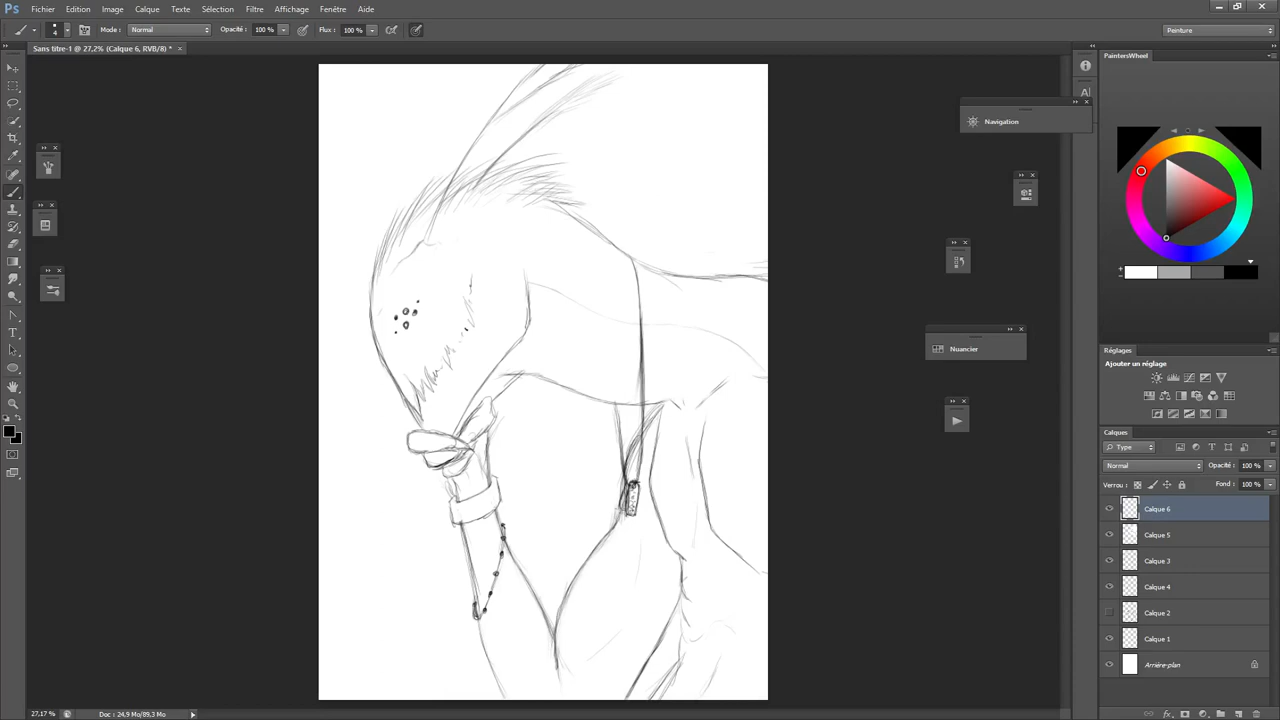 Ps Fichier Edition Image Calque Texte Sélection Filtre Affichage Fenêtre Aide
4 Mode : Normal Opacité : 100 % Flux : 100 % Peinture
Sans titre-1 @ 27,2% (Calque 6, RVB/8) * ×
PaintersWheel
Navigation
Nuancier
Réglages
Ajouter un réglage
Calques
Type
Normal Opacité : 100 %
Verrou : Fond : 100 %
Calque 6
Calque 5
Calque 3
Calque 4
Calque 2
Calque 1
Arrière-plan
27,17 % Doc : 24,9 Mo/89,3 Mo